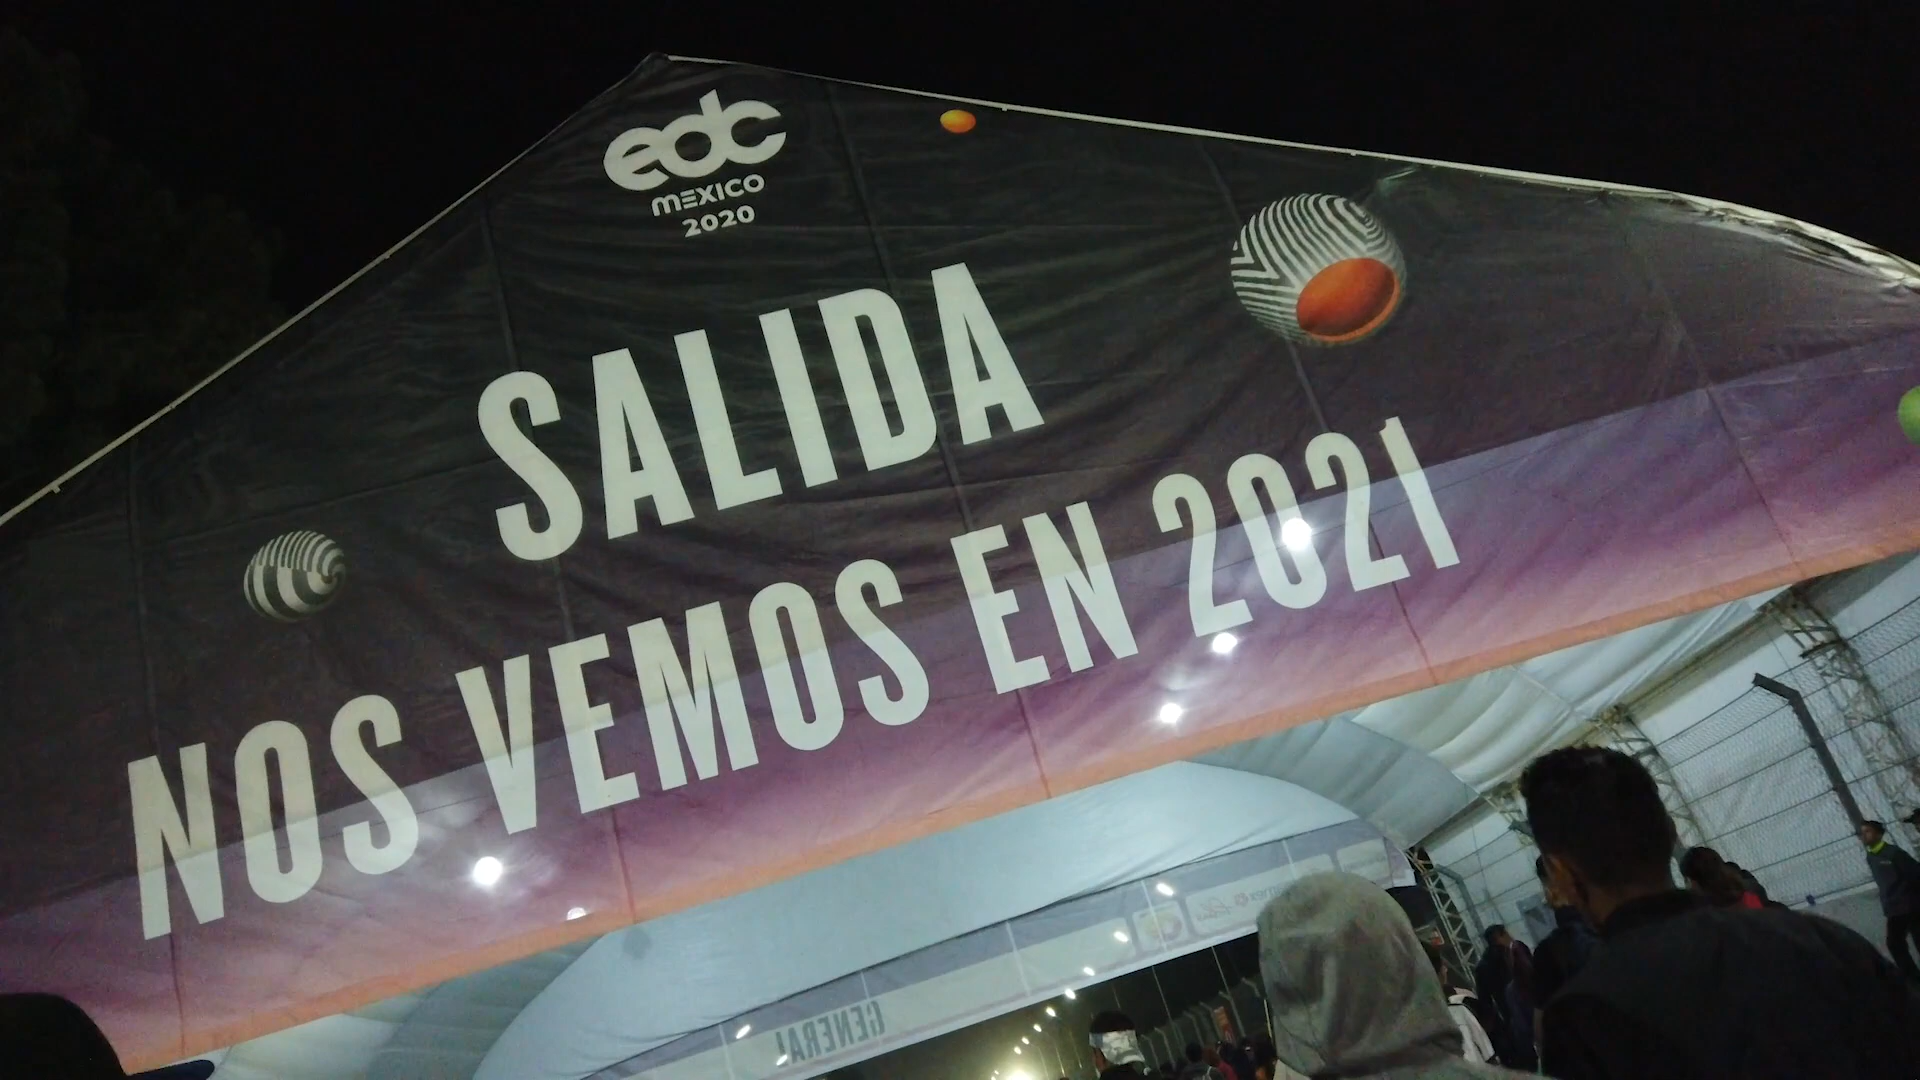 edc
MEXICO
2020
SALIDA
NOS VEMOS EN 2021
GENERAL